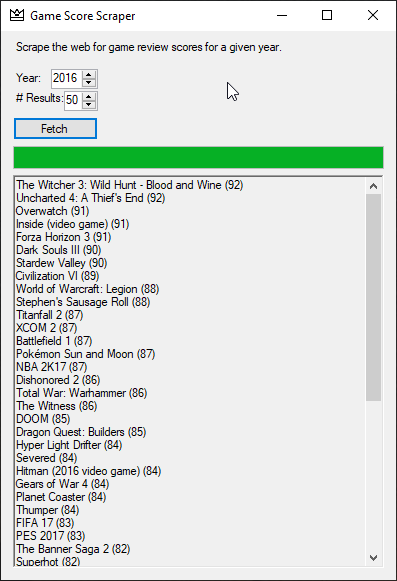 Game Score Scraper
Scrape the web for game review scores for a given year.
Year: 2016
# Results: 50
Fetch
The Witcher 3: Wild Hunt - Blood and Wine (92)
Uncharted 4: A Thief's End (92)
Overwatch (91)
Inside (video game) (91)
Forza Horizon 3 (91)
Dark Souls III (90)
Stardew Valley (90)
Civilization VI (89)
World of Warcraft: Legion (88)
Stephen's Sausage Roll (88)
Titanfall 2 (87)
XCOM 2 (87)
Battlefield 1 (87)
Pokémon Sun and Moon (87)
NBA 2K17 (87)
Dishonored 2 (86)
Total War: Warhammer (86)
The Witness (86)
DOOM (85)
Dragon Quest: Builders (85)
Hyper Light Drifter (84)
Severed (84)
Hitman (2016 video game) (84)
Gears of War 4 (84)
Planet Coaster (84)
Thumper (84)
FIFA 17 (83)
PES 2017 (83)
The Banner Saga 2 (82)
Superhot (82)